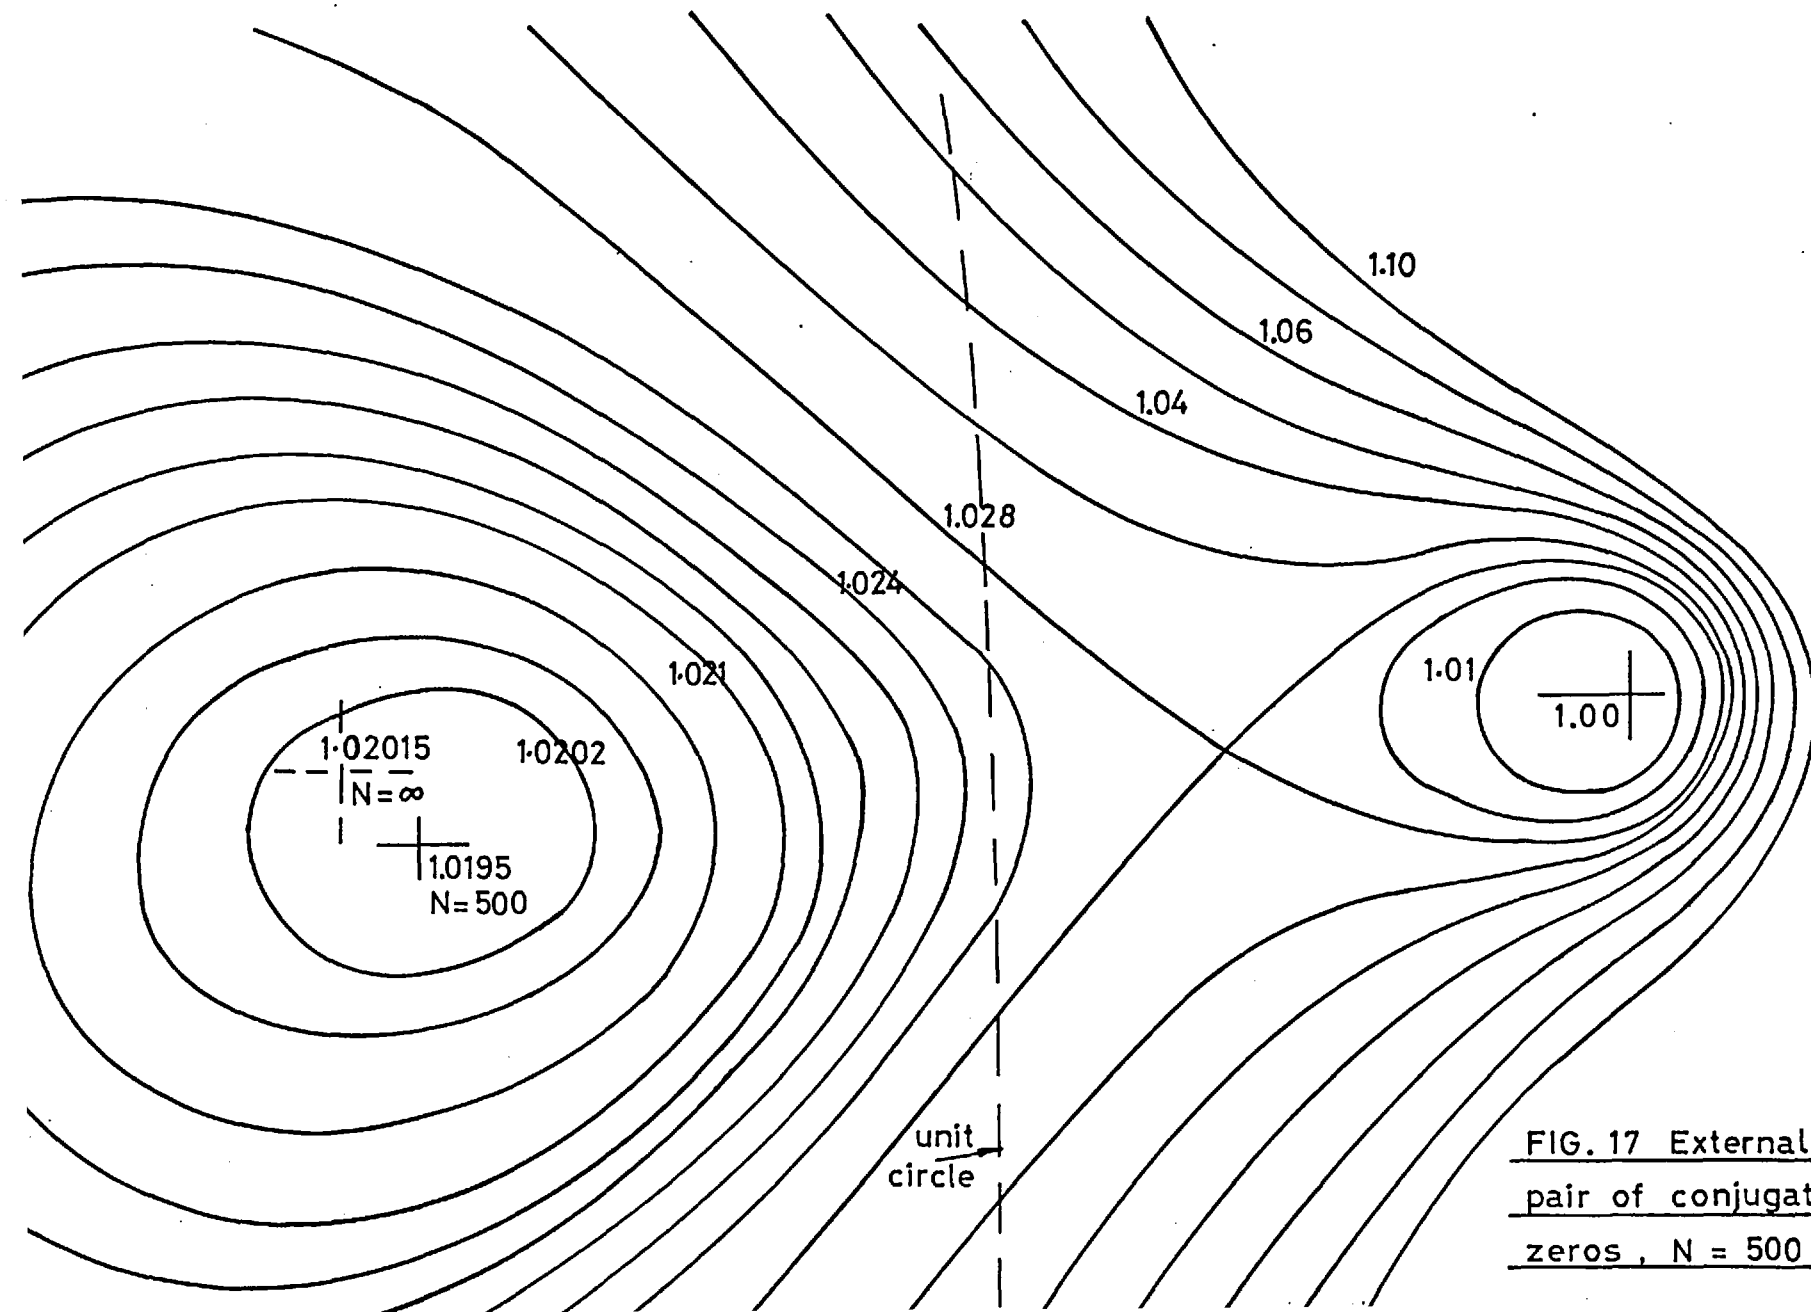 1.10
1.06
1.04
1.028
1.024
1.021
1.01
1.00
1.02015
N=∞
1.0202
1.0195
N=500
unit
circle
FIG. 17 External
pair of conjugat
zeros, N = 500